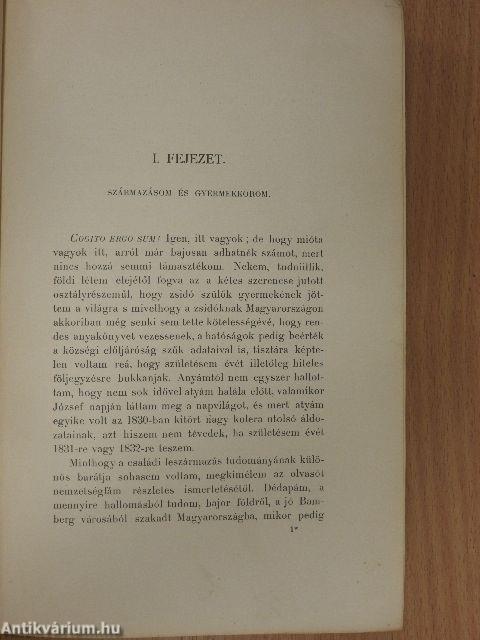 I. FEJEZET.
SZÁRMAZÁSOM ÉS GYERMEKKOROM.
COGITO ERGO SUM! Igen, itt vagyok; de hogy mióta
vagyok itt, arról már bajosan adhatnék számot, mert
nincs hozzá semmi támasztékom. Nekem, tudniillik,
földi létem elejétől fogva az a kétes szerencse jutott
osztályrészemül, hogy zsidó szülők gyermekének jöt-
tem a világra s mivelhogy a zsidóknak Magyarországon
akkoriban még senki sem tette kötelességévé, hogy ren-
des anyakönyvet vezessenek, a hatóságok pedig beérték
a községi elöljáróság szűk adataival is, tisztára képte-
len voltam reá, hogy születésem évét illetőleg hiteles
följegyzésre bukkanjak. Anyámtól nem egyszer hallot-
tam, hogy nem sok idővel atyám halála előtt, valamikor
József napján láttam meg a napvilágot, és mert atyám
egyike volt az 1830-ban kitört nagy kolera utolsó áldo-
zatainak, azt hiszem nem tévedek, ha születésem évét
1831-re vagy 1832-re teszem.
Minthogy a családi leszármazás tudományának külö-
nös barátja sohasem voltam, megkimélem az olvasót
nemzetségfám részletes ismertetésétől. Dédapám, a
mennyire hallomásból tudom, bajor földről, a jó Bam-
berg városából szakadt Magyarországba, mikor pedig
1*
Antikvárium.hu